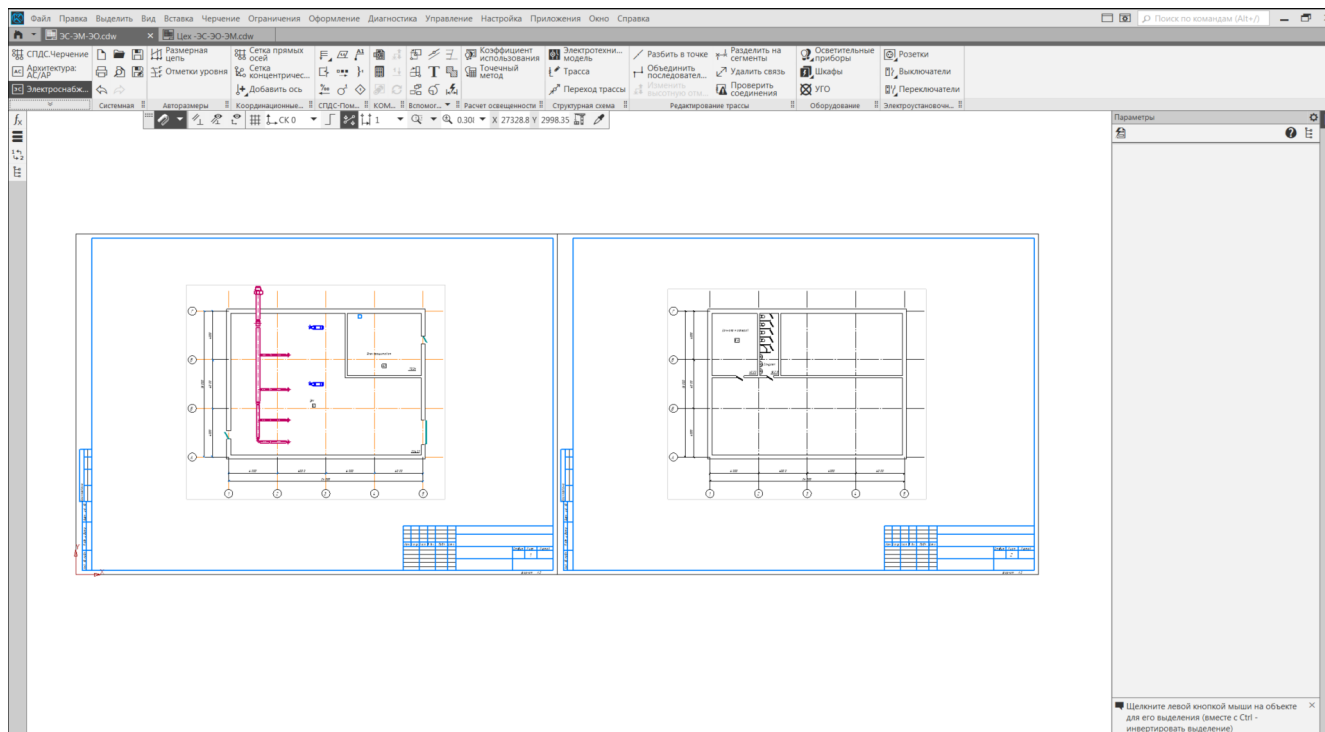 Файл Правка Выделить Вид Вставка Черчение Ограничения Оформление Диагностика Управление Настройка Приложения Окно Справка
Поиск по командам (Alt+/)
ЭС-ЭМ-ЭО.cdw
Цех -ЭС-ЭО-ЭМ.cdw
СПДС.Черчение
Архитектура: АС/АР
Электроснабж...
Системная
Размерная цепь
Отметки уровня
Авторазмеры
Сетка прямых осей
Сетка концентричес...
Добавить ось
Координационные...
СПДС-Пом...
КОМ...
Вспомог...
Коэффициент использования
Точечный метод
Расчет освещенности
Электротехни... модель
Трасса
Переход трассы
Структурная схема
Разбить в точке
Объединить последовател...
Изменить высотную отм...
Разделить на сегменты
Удалить связь
Проверить соединения
Редактирование трассы
Осветительные приборы
Шкафы
УГО
Оборудование
Розетки
Выключатели
Переключатели
Электроустановочн...
СК 0
1
0.30
X 27328.8 Y 2998.35
Параметры
Щелкните левой кнопкой мыши на объекте
для его выделения (вместе с Ctrl -
инвертировать выделение)